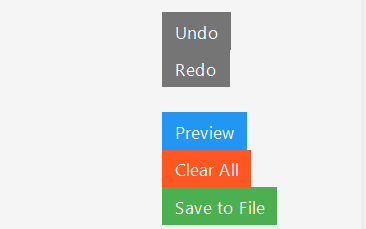 Undo
Redo
Preview
Clear All
Save to File